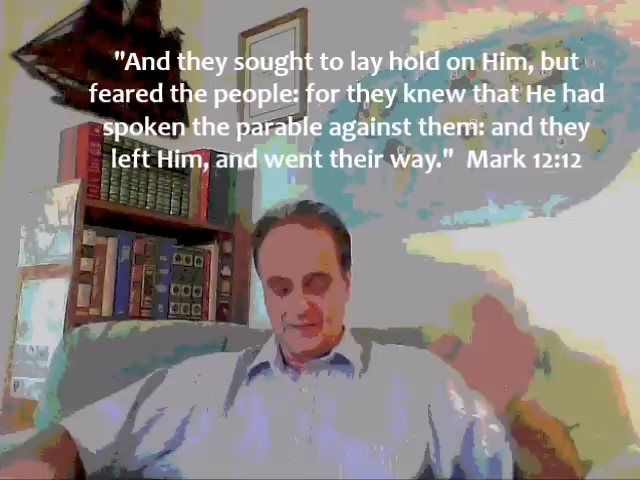 "And they sought to lay hold on Him, but
feared the people: for they knew that He had
spoken the parable against them: and they
left Him, and went their way."  Mark 12:12